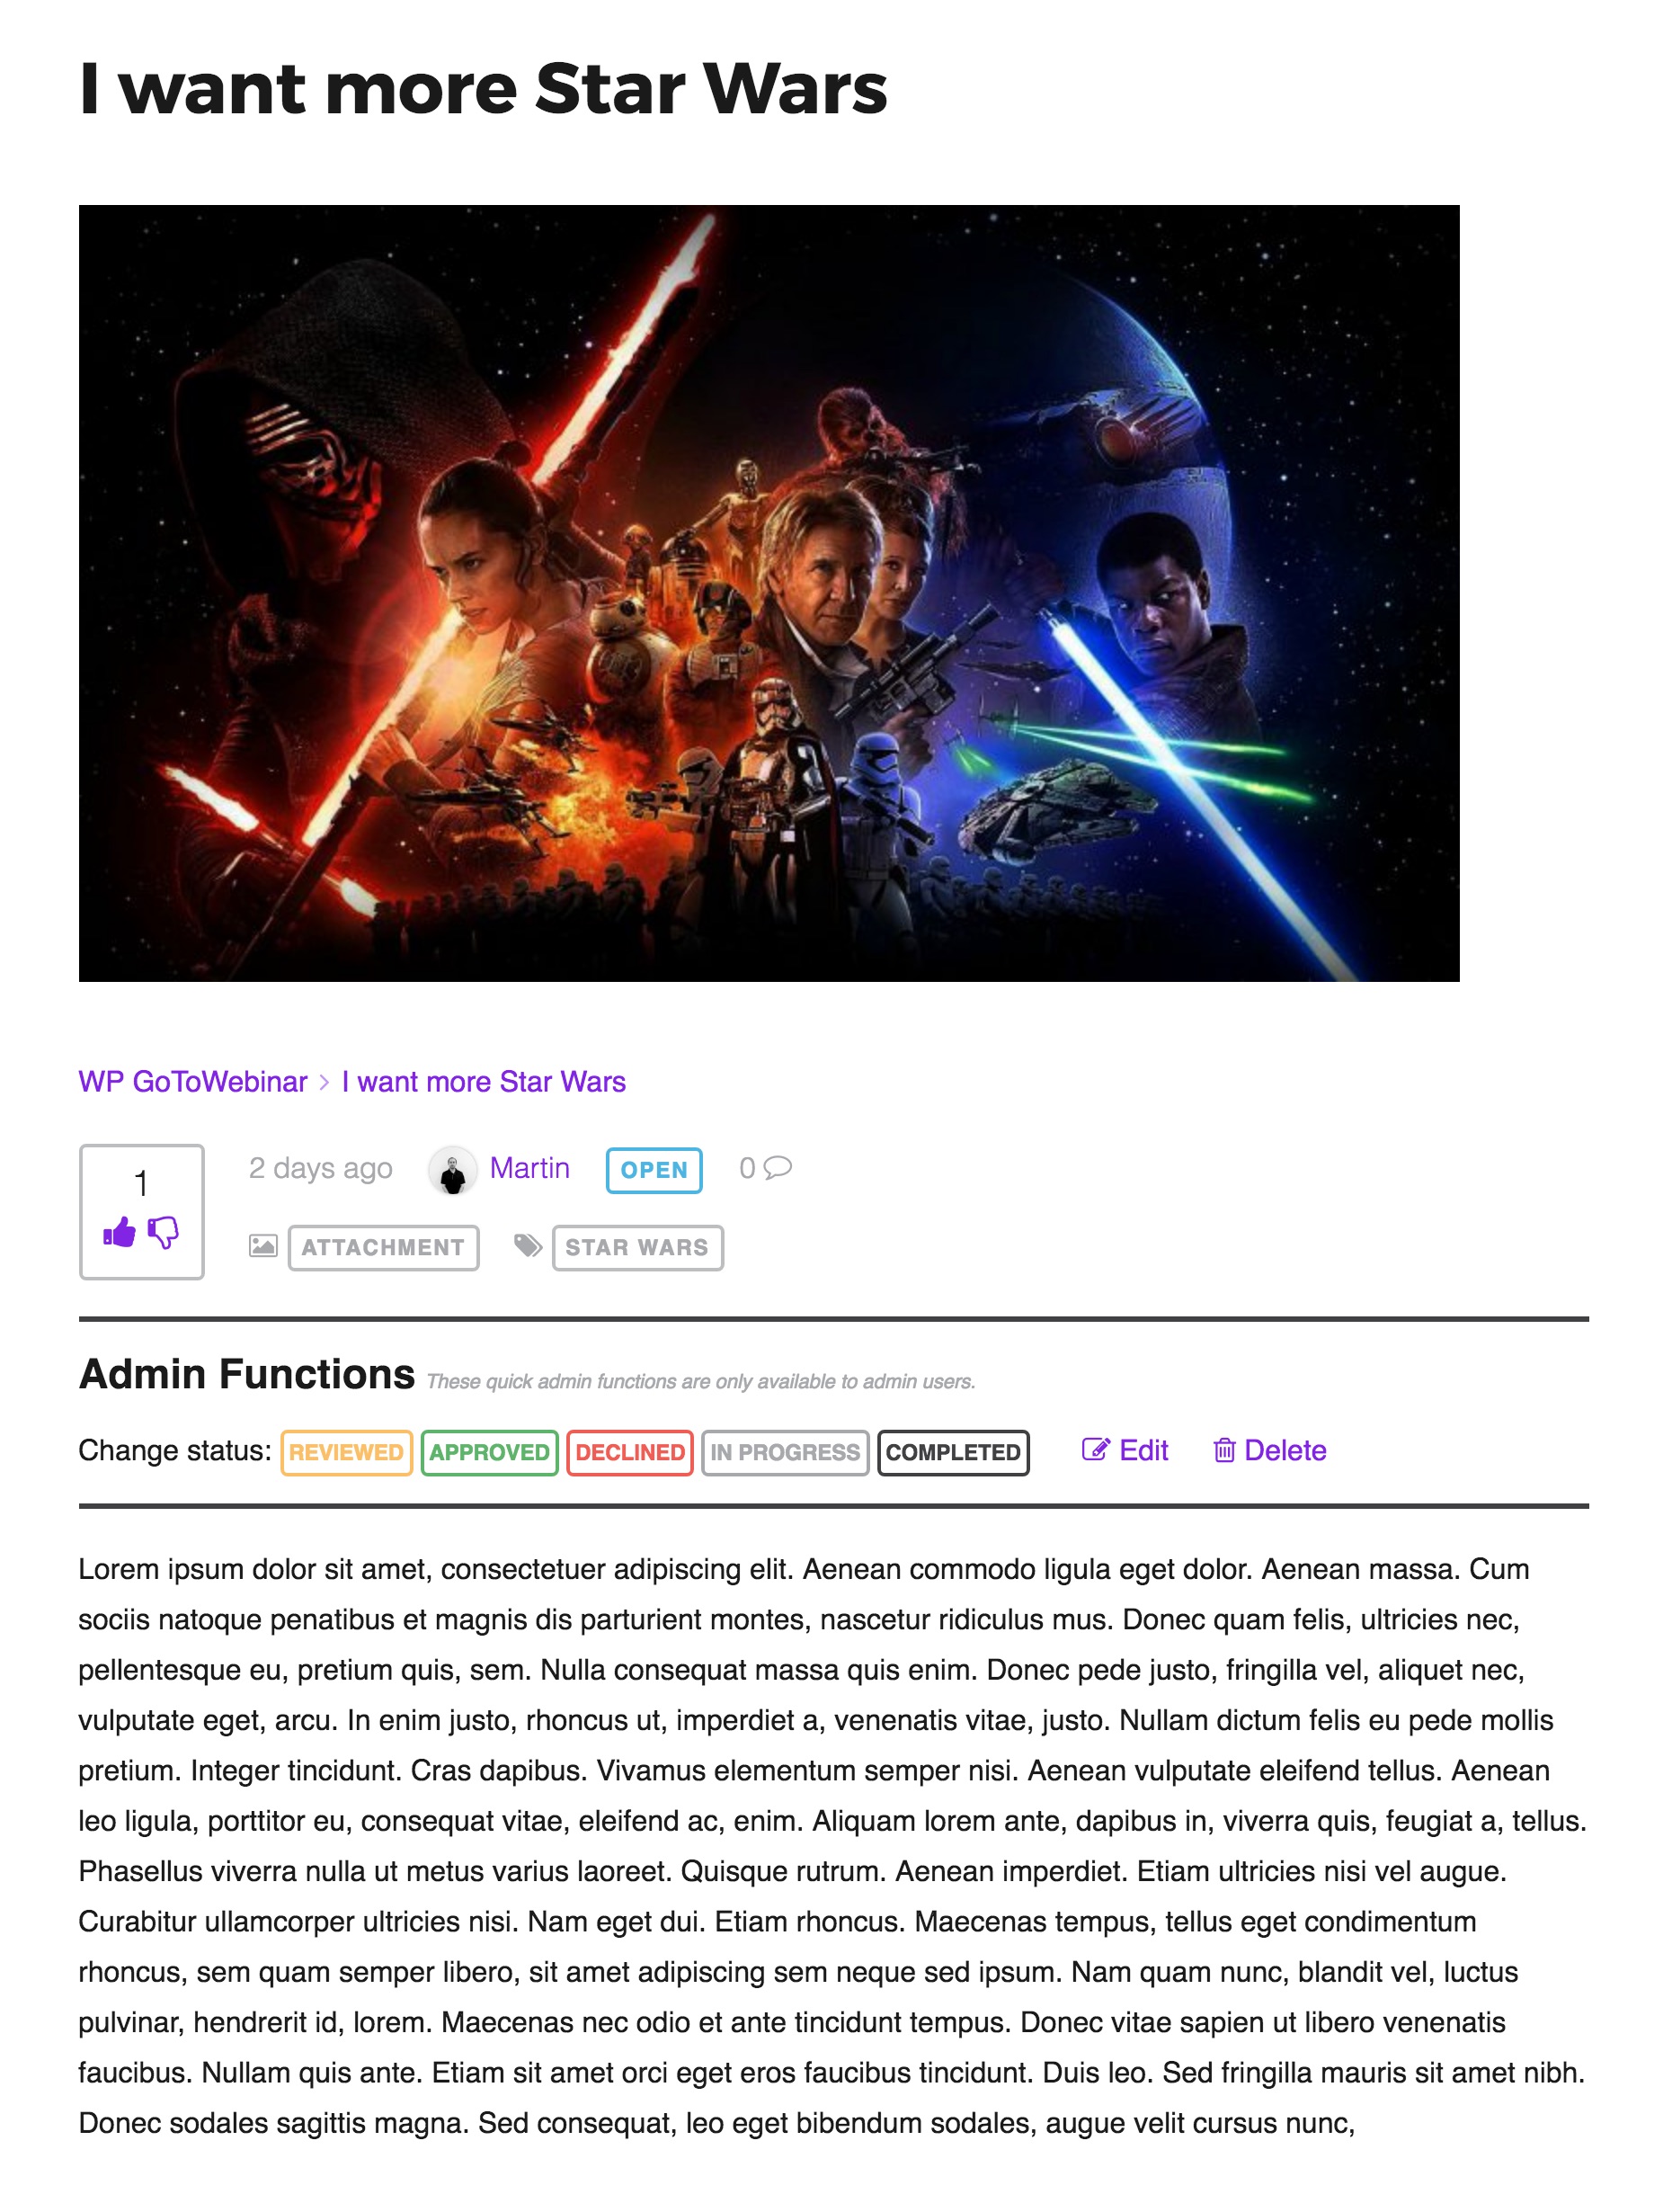 I want more Star Wars
WP GoToWebinar > I want more Star Wars
1
2 days ago Martin OPEN 0
ATTACHMENT STAR WARS
Admin Functions These quick admin functions are only available to admin users.
Change status: REVIEWED APPROVED DECLINED IN PROGRESS COMPLETED Edit Delete
Lorem ipsum dolor sit amet, consectetuer adipiscing elit. Aenean commodo ligula eget dolor. Aenean massa. Cum
sociis natoque penatibus et magnis dis parturient montes, nascetur ridiculus mus. Donec quam felis, ultricies nec,
pellentesque eu, pretium quis, sem. Nulla consequat massa quis enim. Donec pede justo, fringilla vel, aliquet nec,
vulputate eget, arcu. In enim justo, rhoncus ut, imperdiet a, venenatis vitae, justo. Nullam dictum felis eu pede mollis
pretium. Integer tincidunt. Cras dapibus. Vivamus elementum semper nisi. Aenean vulputate eleifend tellus. Aenean
leo ligula, porttitor eu, consequat vitae, eleifend ac, enim. Aliquam lorem ante, dapibus in, viverra quis, feugiat a, tellus.
Phasellus viverra nulla ut metus varius laoreet. Quisque rutrum. Aenean imperdiet. Etiam ultricies nisi vel augue.
Curabitur ullamcorper ultricies nisi. Nam eget dui. Etiam rhoncus. Maecenas tempus, tellus eget condimentum
rhoncus, sem quam semper libero, sit amet adipiscing sem neque sed ipsum. Nam quam nunc, blandit vel, luctus
pulvinar, hendrerit id, lorem. Maecenas nec odio et ante tincidunt tempus. Donec vitae sapien ut libero venenatis
faucibus. Nullam quis ante. Etiam sit amet orci eget eros faucibus tincidunt. Duis leo. Sed fringilla mauris sit amet nibh.
Donec sodales sagittis magna. Sed consequat, leo eget bibendum sodales, augue velit cursus nunc,